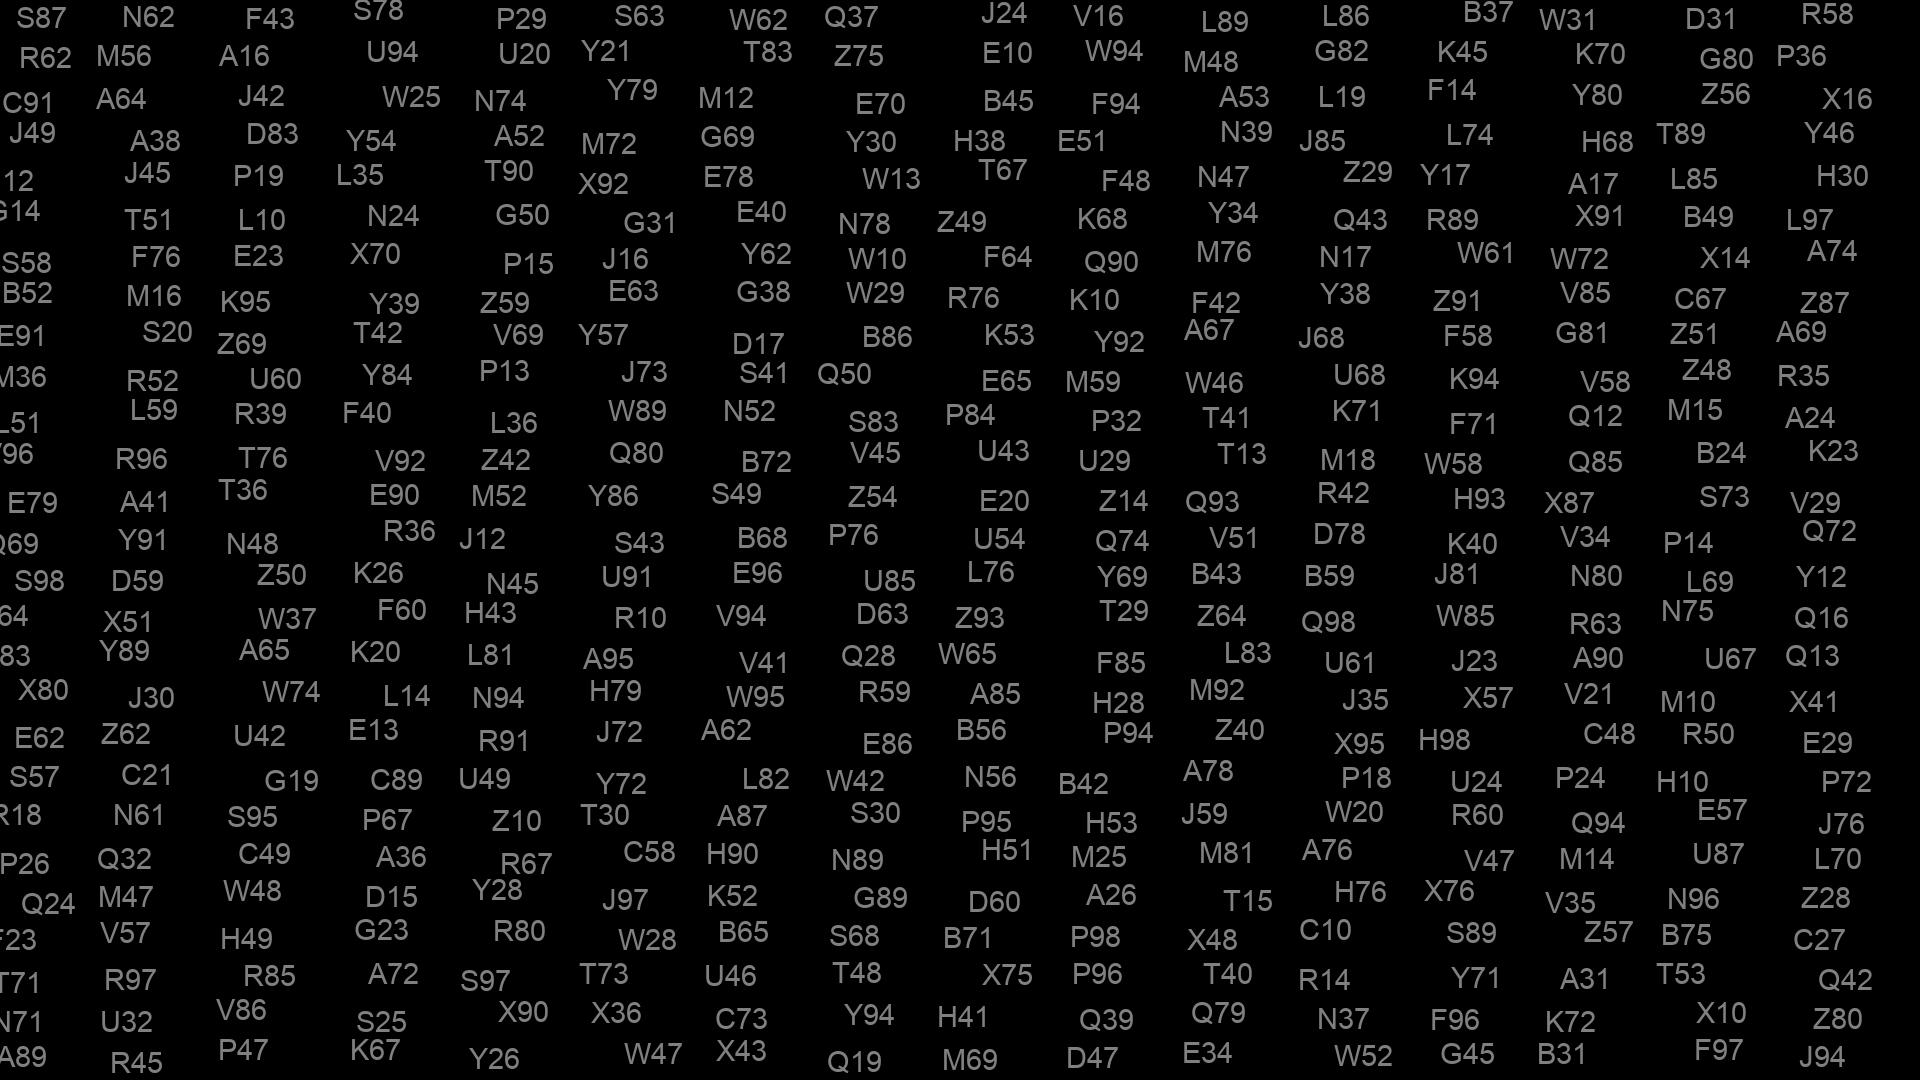 S87 N62 F43 S78 P29 S63 W62 Q37 J24 V16 L89 L86 B37 W31 D31 R58
R62 M56 A16 U94 U20 Y21 T83 Z75 E10 W94 M48 G82 K45 K70 G80 P36
C91 A64 J42 W25 N74 Y79 M12 E70 B45 F94 A53 L19 F14 Y80 Z56 X16
J49 A38 D83 Y54 A52 M72 G69 Y30 H38 E51 N39 J85 L74 H68 T89 Y46
12 J45 P19 L35 T90 X92 E78 W13 T67 F48 N47 Z29 Y17 A17 L85 H30
G14 T51 L10 N24 G50 G31 E40 N78 Z49 K68 Y34 Q43 R89 X91 B49 L97
S58 F76 E23 X70 P15 J16 Y62 W10 F64 Q90 M76 N17 W61 W72 X14 A74
B52 M16 K95 Y39 Z59 E63 G38 W29 R76 K10 F42 Y38 Z91 V85 C67 Z87
E91 S20 Z69 T42 V69 Y57 D17 B86 K53 Y92 A67 J68 F58 G81 Z51 A69
M36 R52 U60 Y84 P13 J73 S41 Q50 E65 M59 W46 U68 K94 V58 Z48 R35
L51 L59 R39 F40 L36 W89 N52 S83 P84 P32 T41 K71 F71 Q12 M15 A24
96 R96 T76 V92 Z42 Q80 B72 V45 U43 U29 T13 M18 W58 Q85 B24 K23
E79 A41 T36 E90 M52 Y86 S49 Z54 E20 Z14 Q93 R42 H93 X87 S73 V29
Q69 Y91 N48 R36 J12 S43 B68 P76 U54 Q74 V51 D78 K40 V34 P14 Q72
S98 D59 Z50 K26 N45 U91 E96 U85 L76 Y69 B43 B59 J81 N80 L69 Y12
64 X51 W37 F60 H43 R10 V94 D63 Z93 T29 Z64 Q98 W85 R63 N75 Q16
83 Y89 A65 K20 L81 A95 V41 Q28 W65 F85 L83 U61 J23 A90 U67 Q13
X80 J30 W74 L14 N94 H79 W95 R59 A85 H28 M92 J35 X57 V21 M10 X41
E62 Z62 U42 E13 R91 J72 A62 E86 B56 P94 Z40 X95 H98 C48 R50 E29
S57 C21 G19 C89 U49 Y72 L82 W42 N56 B42 A78 P18 U24 P24 H10 P72
R18 N61 S95 P67 Z10 T30 A87 S30 P95 H53 J59 W20 R60 Q94 E57 J76
P26 Q32 C49 A36 R67 C58 H90 N89 H51 M25 M81 A76 V47 M14 U87 L70
Q24 M47 W48 D15 Y28 J97 K52 G89 D60 A26 T15 H76 X76 V35 N96 Z28
F23 V57 H49 G23 R80 W28 B65 S68 B71 P98 X48 C10 S89 Z57 B75 C27
T71 R97 R85 A72 S97 T73 U46 T48 X75 P96 T40 R14 Y71 A31 T53 Q42
N71 U32 V86 S25 X90 X36 C73 Y94 H41 Q39 Q79 N37 F96 K72 X10 Z80
A89 R45 P47 K67 Y26 W47 X43 Q19 M69 D47 E34 W52 G45 B31 F97 J94